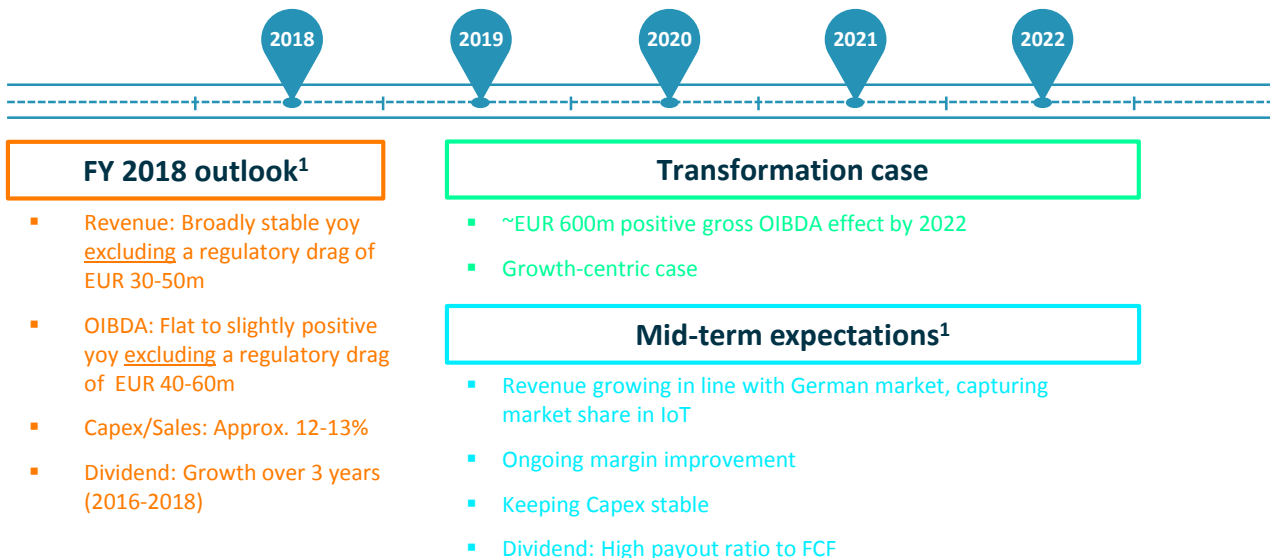 2018 2019 2020 2021 2022
FY 2018 outlook1
▪ Revenue: Broadly stable yoy
excluding a regulatory drag of
EUR 30-50m
▪ OIBDA: Flat to slightly positive
yoy excluding a regulatory drag
of EUR 40-60m
▪ Capex/Sales: Approx. 12-13%
▪ Dividend: Growth over 3 years
(2016-2018)
Transformation case
▪ ~EUR 600m positive gross OIBDA effect by 2022
▪ Growth-centric case
Mid-term expectations1
▪ Revenue growing in line with German market, capturing
market share in IoT
▪ Ongoing margin improvement
▪ Keeping Capex stable
▪ Dividend: High payout ratio to FCF